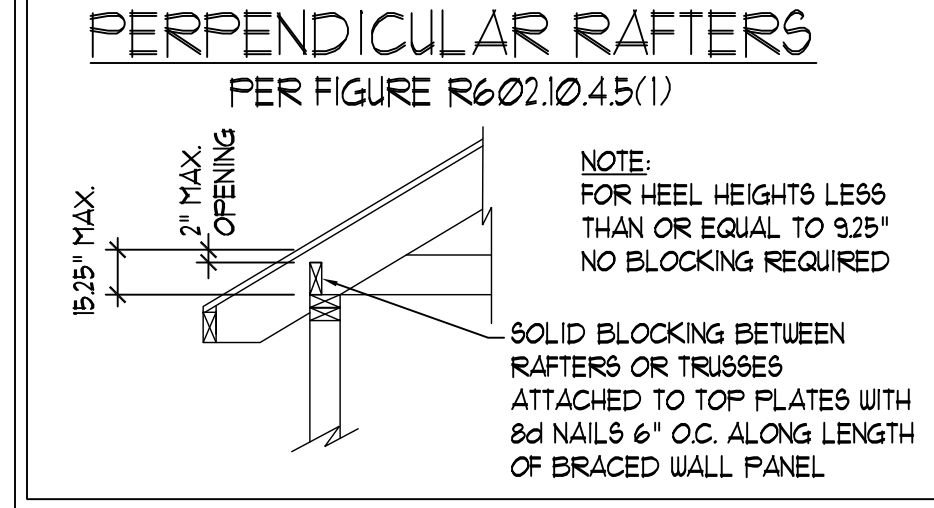 PERPENDICULAR RAFTERS
PER FIGURE R602.10.4.5(1)
15.25" MAX.
2" MAX.
OPENING
NOTE:
FOR HEEL HEIGHTS LESS
THAN OR EQUAL TO 9.25"
NO BLOCKING REQUIRED
SOLID BLOCKING BETWEEN
RAFTERS OR TRUSSES
ATTACHED TO TOP PLATES WITH
8d NAILS 6" O.C. ALONG LENGTH
OF BRACED WALL PANEL